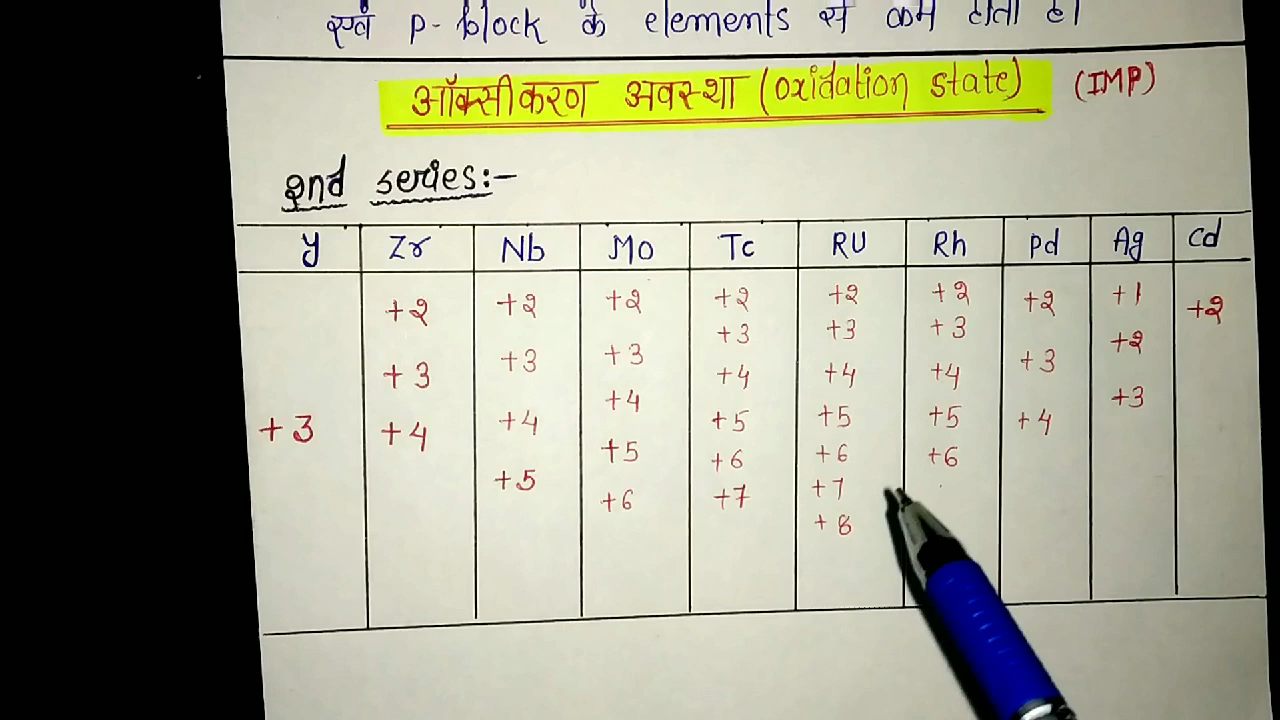 एवं p-block के elements से कम होता है।
ऑक्सीकरण अवस्था (oxidation state) (IMP)
2nd series:-
y Zr Nb Mo Tc RU Rh Pd Ag Cd
+2 +2 +2 +2 +2 +2 +2 +1 +2
+3 +3 +3 +3 +3 +3 +3 +2
+3 +4 +4 +4 +4 +4 +4 +4 +3
+5 +5 +5 +5 +5
+6 +6 +6 +6
+7 +7
+8